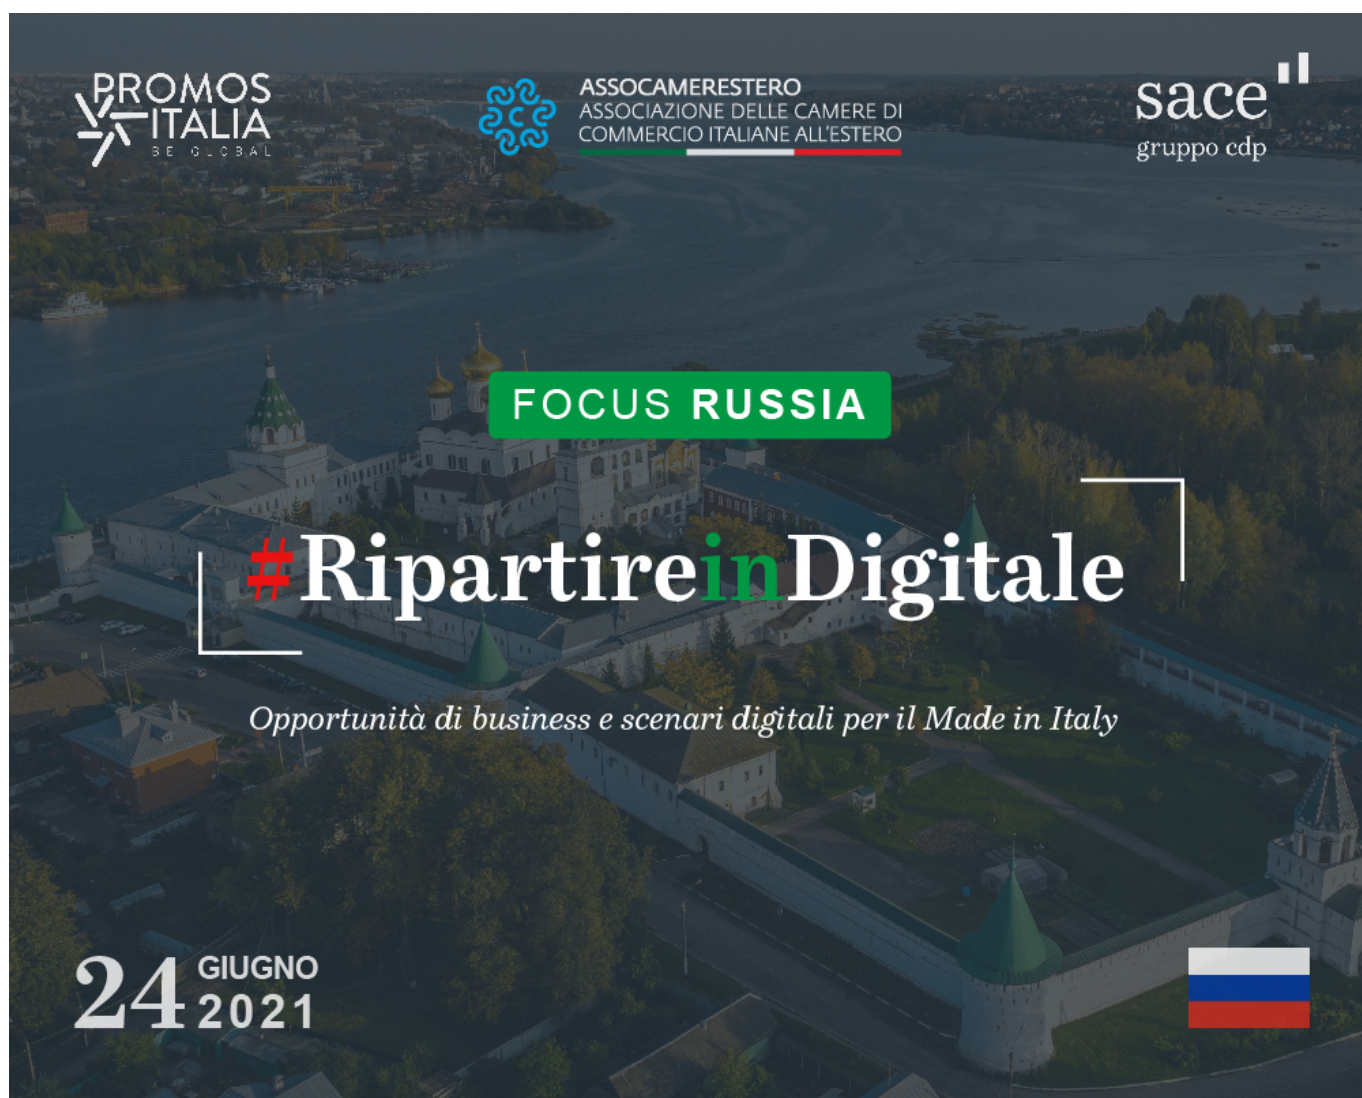 PROMOS
ITALIA
BE GLOBAL
ASSOCAMERESTERO
ASSOCIAZIONE DELLE CAMERE DI
COMMERCIO ITALIANE ALL'ESTERO
sace
gruppo cdp
FOCUS RUSSIA
#RipartireinDigitale
Opportunità di business e scenari digitali per il Made in Italy
24 GIUGNO
2021